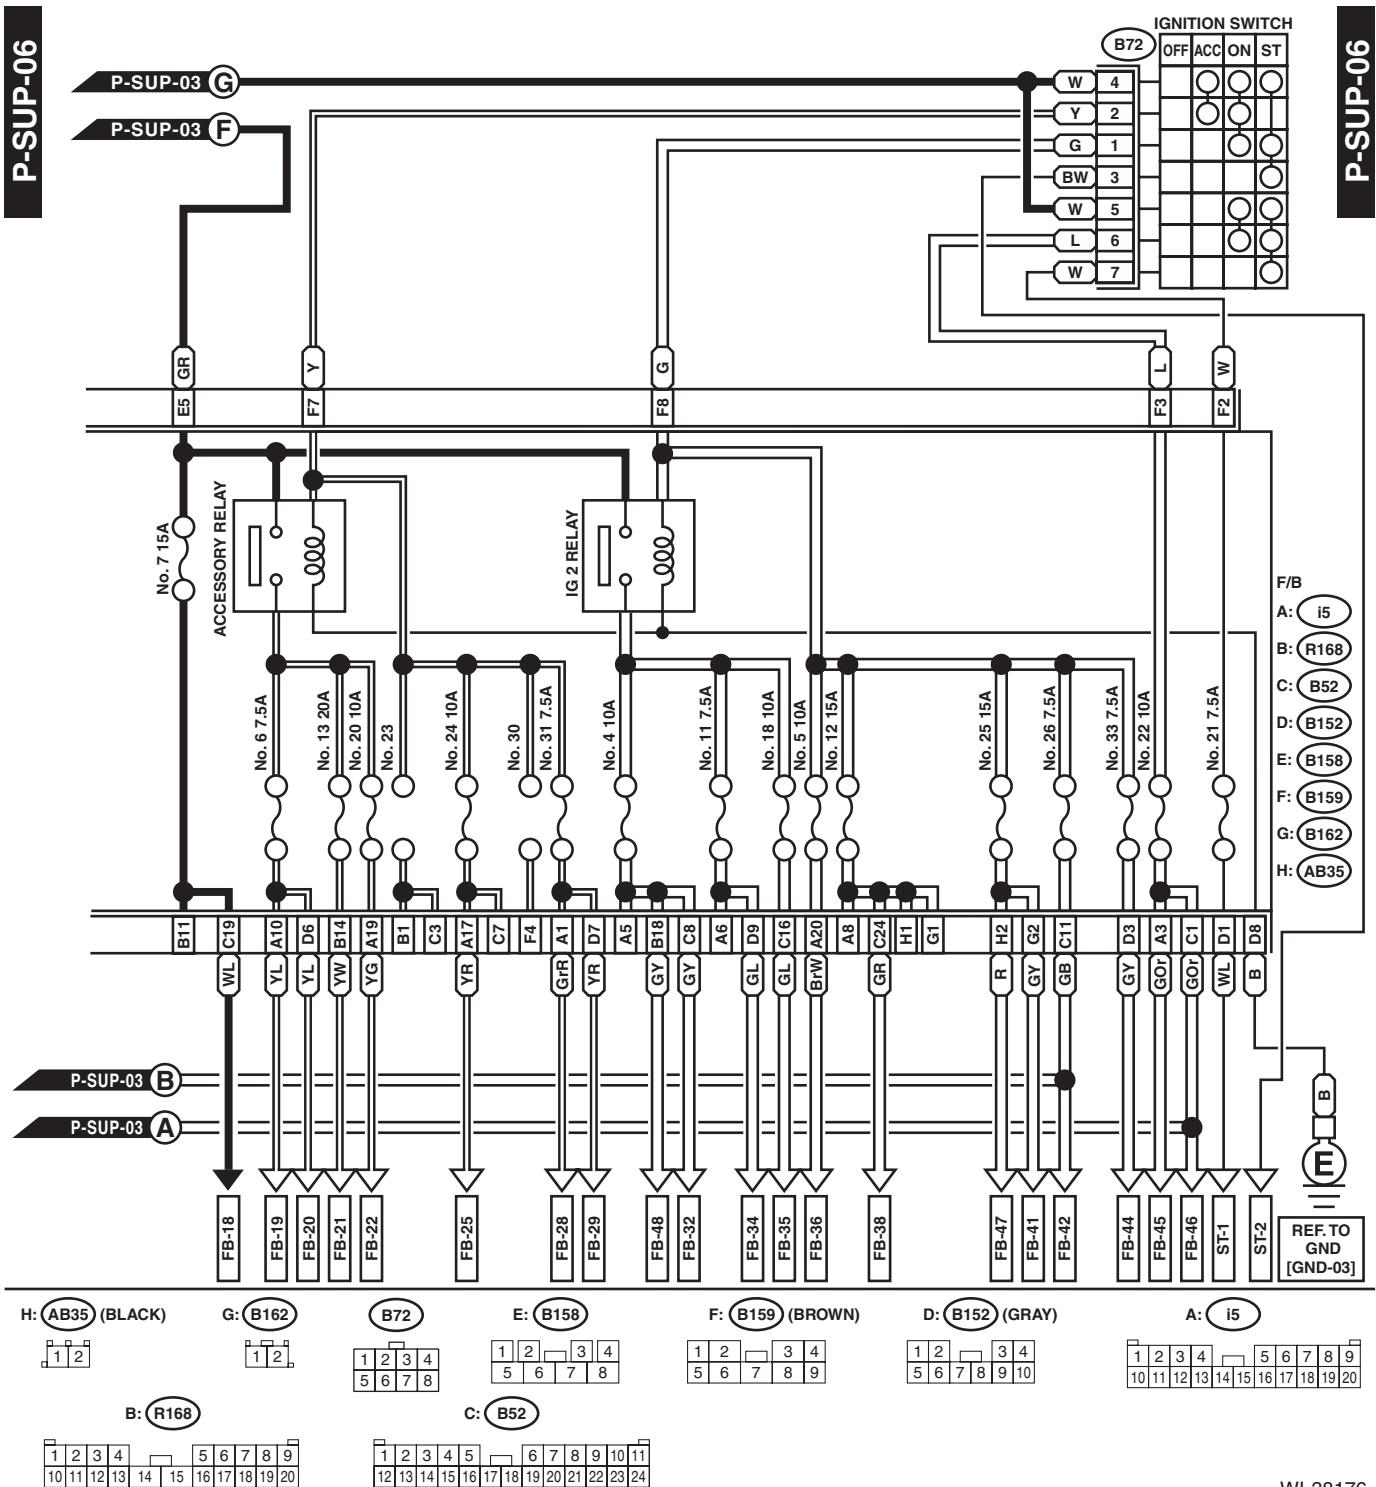 P-SUP-06
P-SUP-06
IGNITION SWITCH
B72
OFF ACC ON ST
P-SUP-03 G
P-SUP-03 F
W 4
Y 2
G 1
BW 3
W 5
L 6
W 7
GR Y G L W
E5 F7 F8 F3 F2
ACCESSORY RELAY
IG 2 RELAY
No. 7 15A
No. 6 7.5A
No. 13 20A
No. 20 10A
No. 23
No. 24 10A
No. 30
No. 31 7.5A
No. 4 10A
No. 11 7.5A
No. 18 10A
No. 5 10A
No. 12 15A
No. 25 15A
No. 26 7.5A
No. 33 7.5A
No. 22 10A
No. 21 7.5A
F/B
A: i5
B: R168
C: B52
D: B152
E: B158
F: B159
G: B162
H: AB35
B11 C19 A10 D6 B14 A19 B1 C3 A17 C7 F4 A1 D7 A5 B18 C8 A6 D9 C16 A20 A8 C24 H1 G1 H2 G2 C11 D3 A3 C1 D1 D8
WL YL YL YW YG YR GrR YR GY GY GL GL BrW GR R GY GB GY GOr GOr WL B
P-SUP-03 B
P-SUP-03 A
B
E
FB-18 FB-19 FB-20 FB-21 FB-22 FB-25 FB-28 FB-29 FB-48 FB-32 FB-34 FB-35 FB-36 FB-38 FB-47 FB-41 FB-42 FB-44 FB-45 FB-46 ST-1 ST-2
REF. TO
GND
[GND-03]
H: AB35 (BLACK)
1 2
G: B162
1 2
B72
1 2 3 4
5 6 7 8
E: B158
1 2 3 4
5 6 7 8
F: B159 (BROWN)
1 2 3 4
5 6 7 8 9
D: B152 (GRAY)
1 2 3 4
5 6 7 8 9 10
A: i5
1 2 3 4 5 6 7 8 9
10 11 12 13 14 15 16 17 18 19 20
B: R168
1 2 3 4 5 6 7 8 9
10 11 12 13 14 15 16 17 18 19 20
C: B52
1 2 3 4 5 6 7 8 9 10 11
12 13 14 15 16 17 18 19 20 21 22 23 24